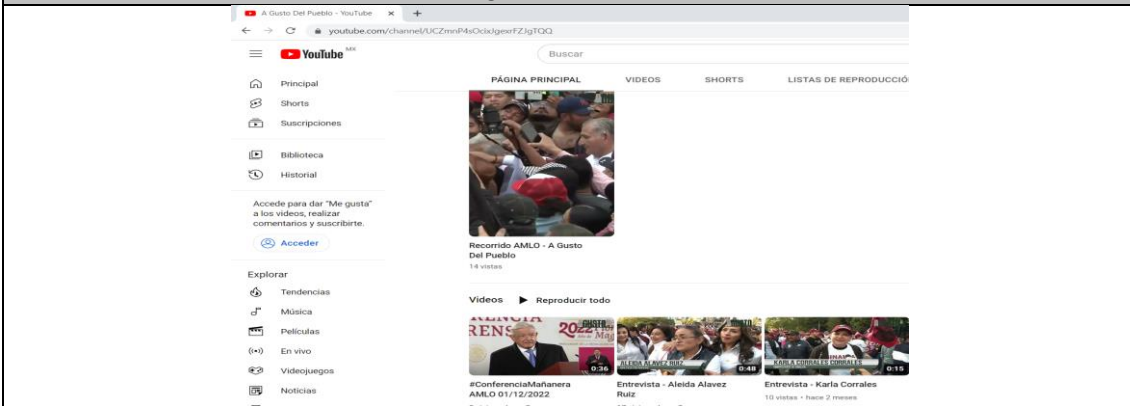 A Gusto Del Pueblo - YouTube
youtube.com/channel/UCZmnP4sOcixJgexrFZJgTQQ
YouTube MX
Buscar
PÁGINA PRINCIPAL VIDEOS SHORTS LISTAS DE REPRODUCCIÓ
Principal
Shorts
Suscripciones
Biblioteca
Historial
Accede para dar "Me gusta"
a los videos, realizar
comentarios y suscribirte.
Acceder
Explorar
Tendencias
Música
Películas
En vivo
Videojuegos
Noticias
Recorrido AMLO - A Gusto
Del Pueblo
14 vistas
Videos Reproducir todo
2022
GUSTO
0:36
#ConferenciaMañanera
AMLO 01/12/2022
ALEIDA ALAVEZ RUIZ
0:48
Entrevista - Aleida Alavez
Ruiz
KARLA CORRALES CORRALES
0:15
Entrevista - Karla Corrales
10 vistas • hace 2 meses